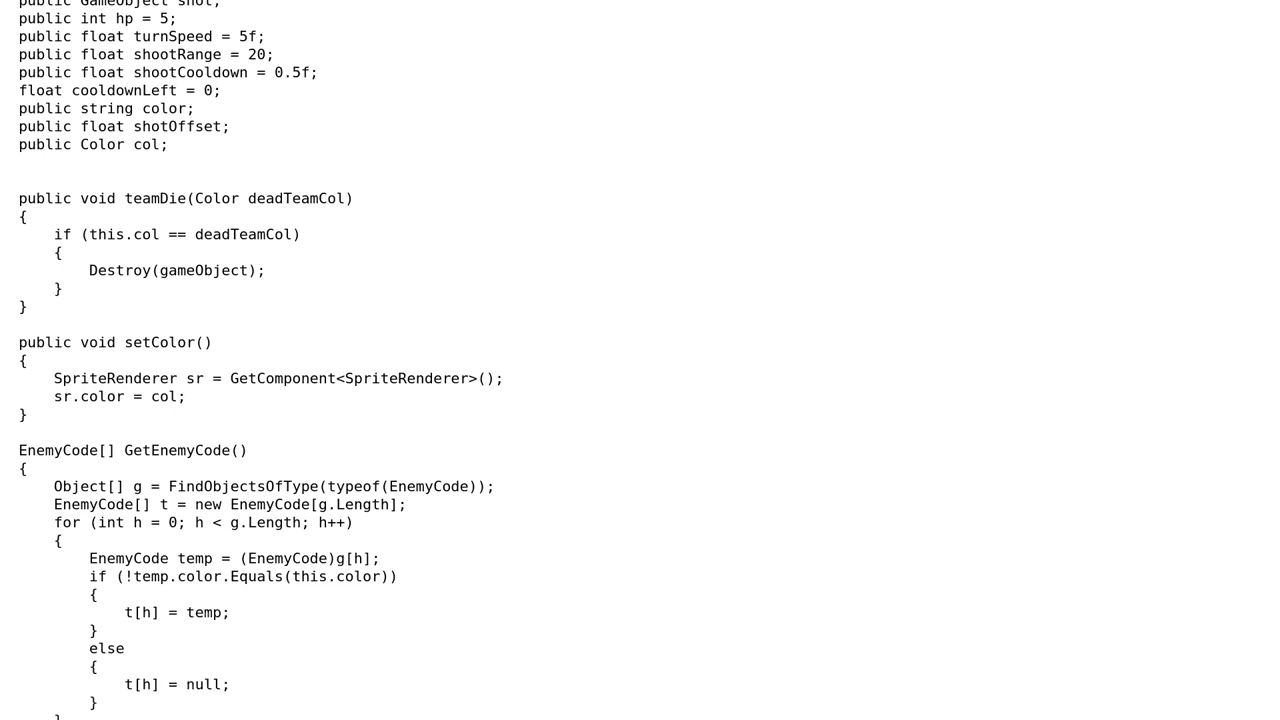 public GameObject shot;
public int hp = 5;
public float turnSpeed = 5f;
public float shootRange = 20;
public float shootCooldown = 0.5f;
float cooldownLeft = 0;
public string color;
public float shotOffset;
public Color col;
public void teamDie(Color deadTeamCol)
{
    if (this.col == deadTeamCol)
    {
        Destroy(gameObject);
    }
}
public void setColor()
{
    SpriteRenderer sr = GetComponent<SpriteRenderer>();
    sr.color = col;
}
EnemyCode[] GetEnemyCode()
{
    Object[] g = FindObjectsOfType(typeof(EnemyCode));
    EnemyCode[] t = new EnemyCode[g.Length];
    for (int h = 0; h < g.Length; h++)
    {
        EnemyCode temp = (EnemyCode)g[h];
        if (!temp.color.Equals(this.color))
        {
            t[h] = temp;
        }
        else
        {
            t[h] = null;
        }
    }